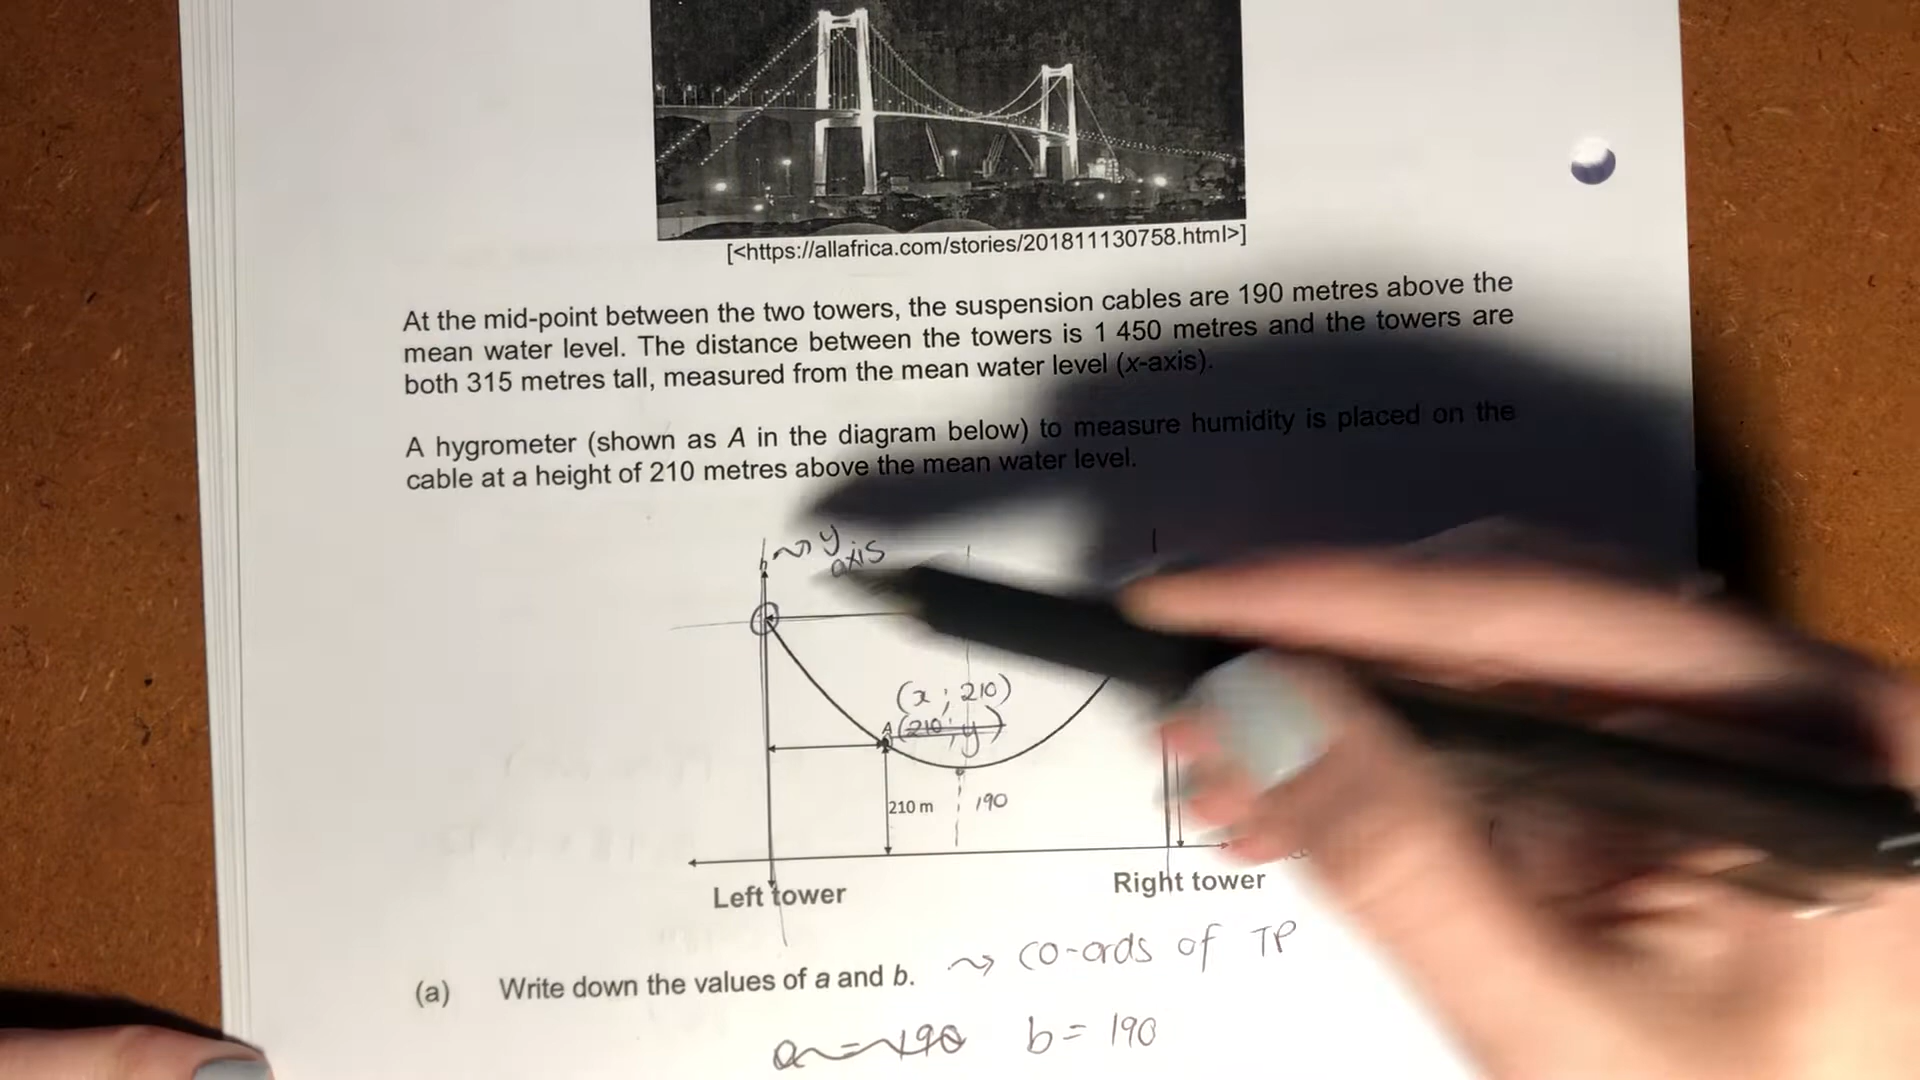 [<https://allafrica.com/stories/201811130758.html>]
At the mid-point between the two towers, the suspension cables are 190 metres above the
mean water level. The distance between the towers is 1 450 metres and the towers are
both 315 metres tall, measured from the mean water level (x-axis).
A hygrometer (shown as A in the diagram below) to measure humidity is placed on the
cable at a height of 210 metres above the mean water level.
h
y
axis
(x ; 210)
A (210 ; y)
210 m
190
Left tower
Right tower
(a) Write down the values of a and b. co-ords of TP
a = 190 b = 190